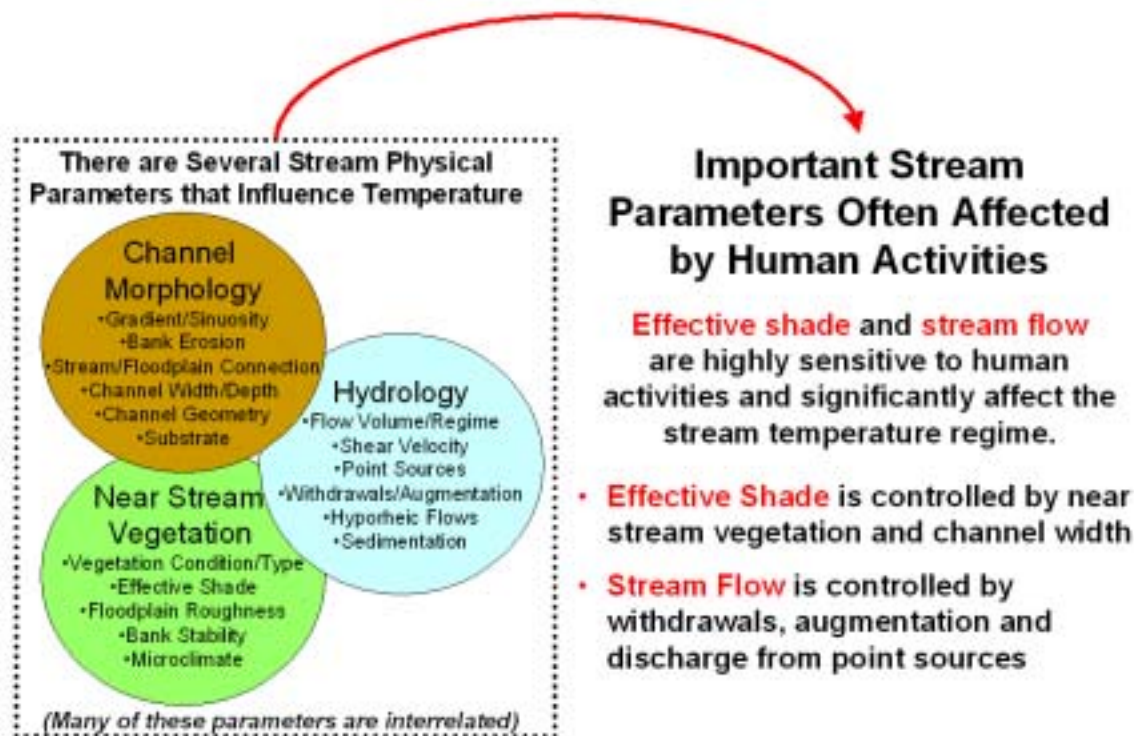 There are Several Stream Physical
Parameters that Influence Temperature
Channel
Morphology
•Gradient/Sinuosity
•Bank Erosion
•Stream/Floodplain Connection
•Channel Width/Depth
•Channel Geometry
•Substrate
Hydrology
•Flow Volume/Regime
•Shear Velocity
•Point Sources
•Withdrawals/Augmentation
•Hyporheic Flows
•Sedimentation
Near Stream
Vegetation
•Vegetation Condition/Type
•Effective Shade
•Floodplain Roughness
•Bank Stability
•Microclimate
(Many of these parameters are interrelated)
Important Stream
Parameters Often Affected
by Human Activities
Effective shade and stream flow
are highly sensitive to human
activities and significantly affect the
stream temperature regime.
• Effective Shade is controlled by near
stream vegetation and channel width
• Stream Flow is controlled by
withdrawals, augmentation and
discharge from point sources